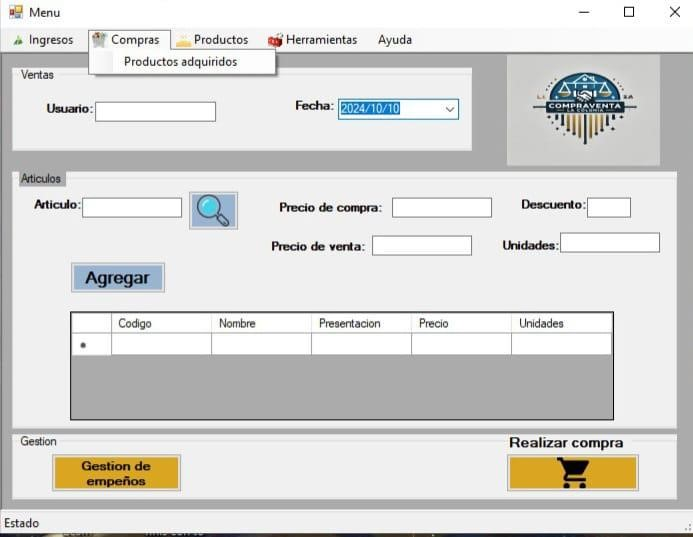 Menu
Ingresos Compras Productos Herramientas Ayuda
Productos adquiridos
Ventas
Usuario:
Fecha: 2024/10/10
COMPRAVENTA
LA COLONIA
Articulos
Articulo:
Precio de compra:
Descuento:
Precio de venta:
Unidades:
Agregar
Codigo Nombre Presentacion Precio Unidades
Gestion
Gestion de
empeños
Realizar compra
Estado